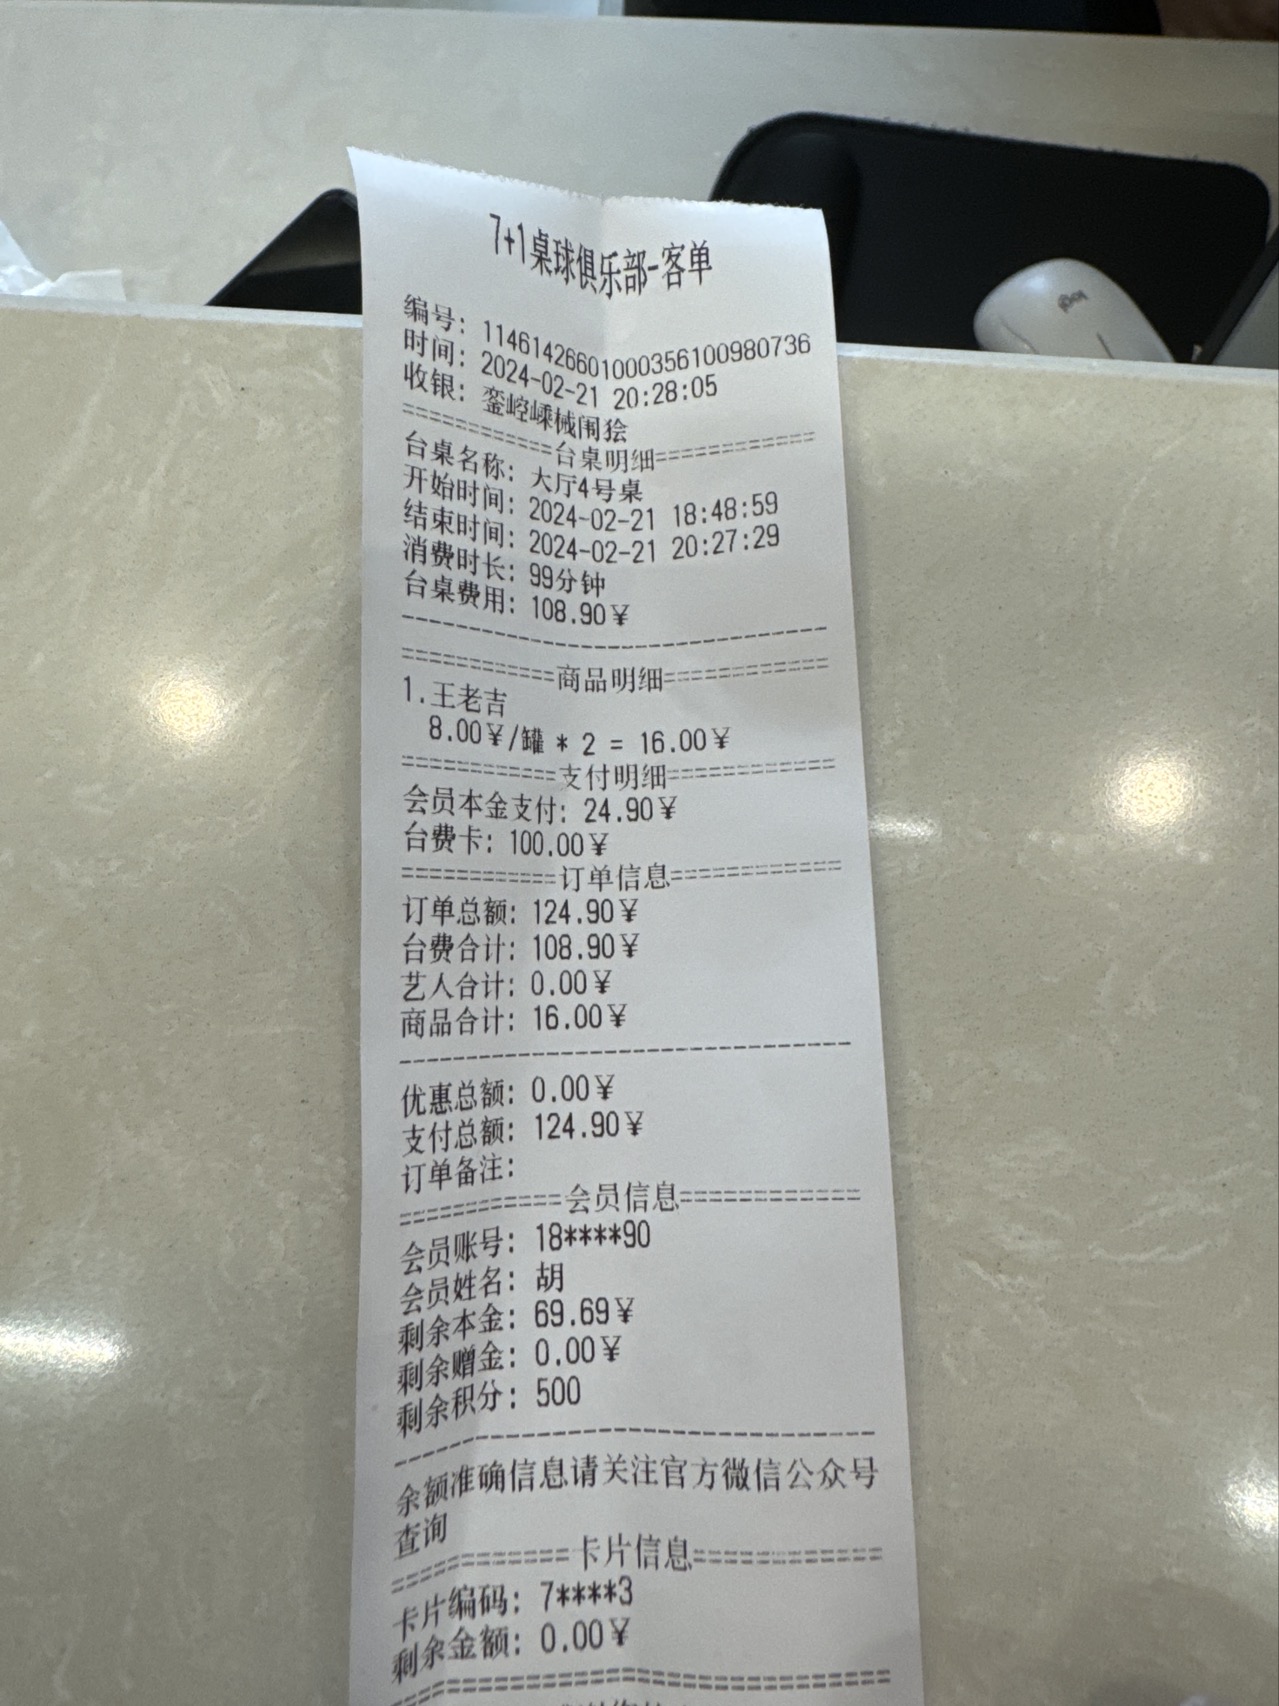 7+1桌球俱乐部-客单
编号: 1146142660100035610098​0736
时间: 2024-02-21 20:28:05
收银: 銮崆嵊械闱狯
===========台桌明细===========
台桌名称: 大厅4号桌
开始时间: 2024-02-21 18:48:59
结束时间: 2024-02-21 20:27:29
消费时长: 99分钟
台桌费用: 108.90¥
--------------------------------
===========商品明细===========
1.王老吉
8.00¥/罐 * 2 = 16.00¥
===========支付明细===========
会员本金支付: 24.90¥
台费卡: 100.00¥
===========订单信息===========
订单总额: 124.90¥
台费合计: 108.90¥
艺人合计: 0.00¥
商品合计: 16.00¥
--------------------------------
优惠总额: 0.00¥
支付总额: 124.90¥
订单备注:
===========会员信息===========
会员账号: 18****90
会员姓名: 胡
剩余本金: 69.69¥
剩余赠金: 0.00¥
剩余积分: 500
--------------------------------
余额准确信息请关注官方微信公众号
查询
===========卡片信息===========
卡片编码: 7****3
剩余金额: 0.00¥
================================
logi